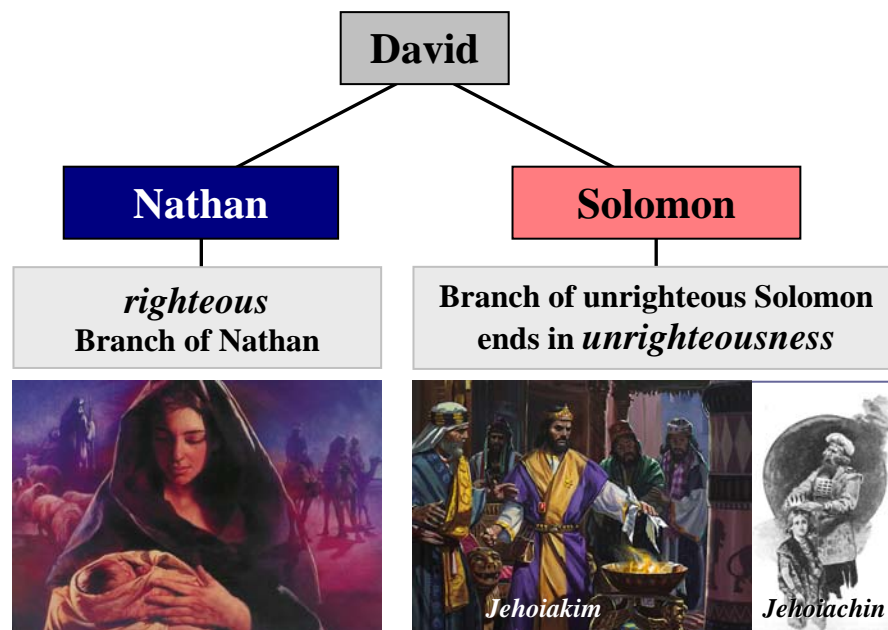 David
Nathan
Solomon
righteous
Branch of Nathan
Branch of unrighteous Solomon
ends in unrighteousness
Jehoiakim
Jehoiachin